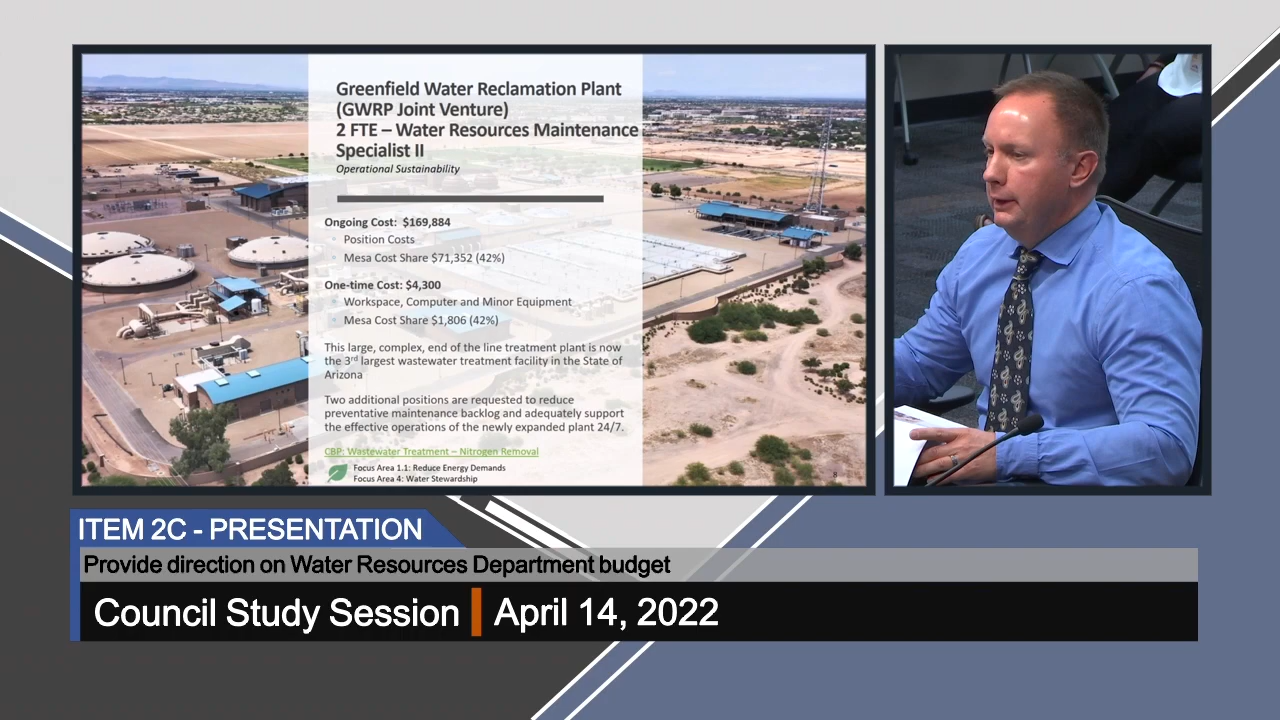 Greenfield Water Reclamation Plant
(GWRP Joint Venture)
2 FTE – Water Resources Maintenance
Specialist II
Operational Sustainability
Ongoing Cost: $169,884
Position Costs
Mesa Cost Share $71,352 (42%)
One-time Cost: $4,300
Workspace, Computer and Minor Equipment
Mesa Cost Share $1,806 (42%)
This large, complex, end of the line treatment plant is now
the 3rd largest wastewater treatment facility in the State of
Arizona
Two additional positions are requested to reduce
preventative maintenance backlog and adequately support
the effective operations of the newly expanded plant 24/7.
CBP: Wastewater Treatment – Nitrogen Removal
Focus Area 1.1: Reduce Energy Demands
Focus Area 4: Water Stewardship
8
ITEM 2C - PRESENTATION
Provide direction on Water Resources Department budget
Council Study Session
April 14, 2022